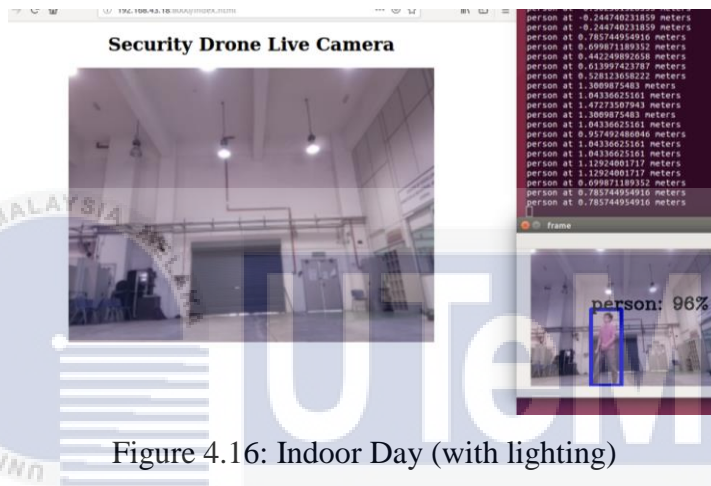 192.168.43.18:8000/index.html
Security Drone Live Camera
person at -0.244740231859 meters
person at -0.244740231859 meters
person at 0.785744954916 meters
person at 0.699871189352 meters
person at 0.442249892658 meters
person at 0.613997423787 meters
person at 0.528123658222 meters
person at 1.3009875483 meters
person at 1.04336625161 meters
person at 1.47273507943 meters
person at 1.3009875483 meters
person at 1.04336625161 meters
person at 0.957492486046 meters
person at 1.04336625161 meters
person at 1.04336625161 meters
person at 1.12924001717 meters
person at 1.12924001717 meters
person at 0.699871189352 meters
person at 0.785744954916 meters
person at 0.785744954916 meters
frame
person: 96%
MALAYSIA
UTeM
Figure 4.16: Indoor Day (with lighting)